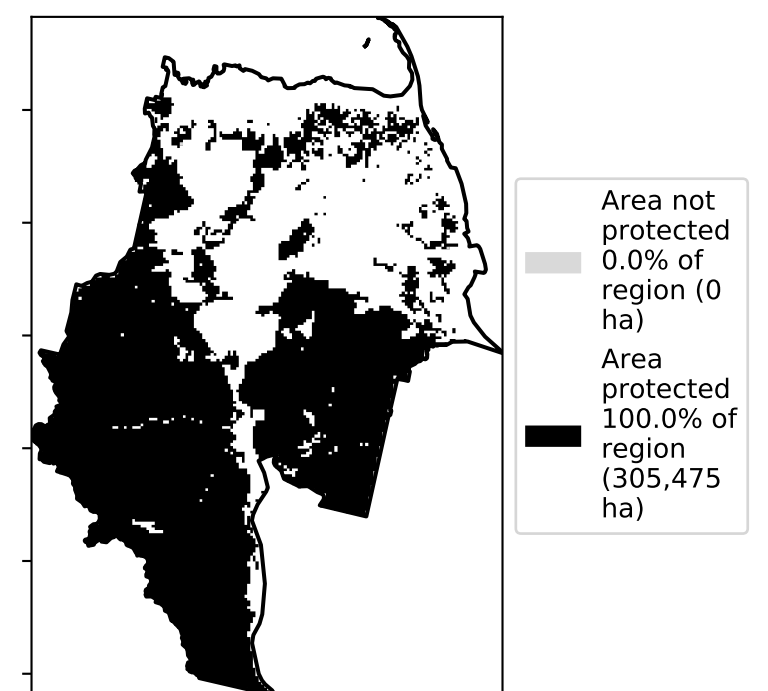 Area not
protected
0.0% of
region (0
ha)
Area
protected
100.0% of
region
(305,475
ha)